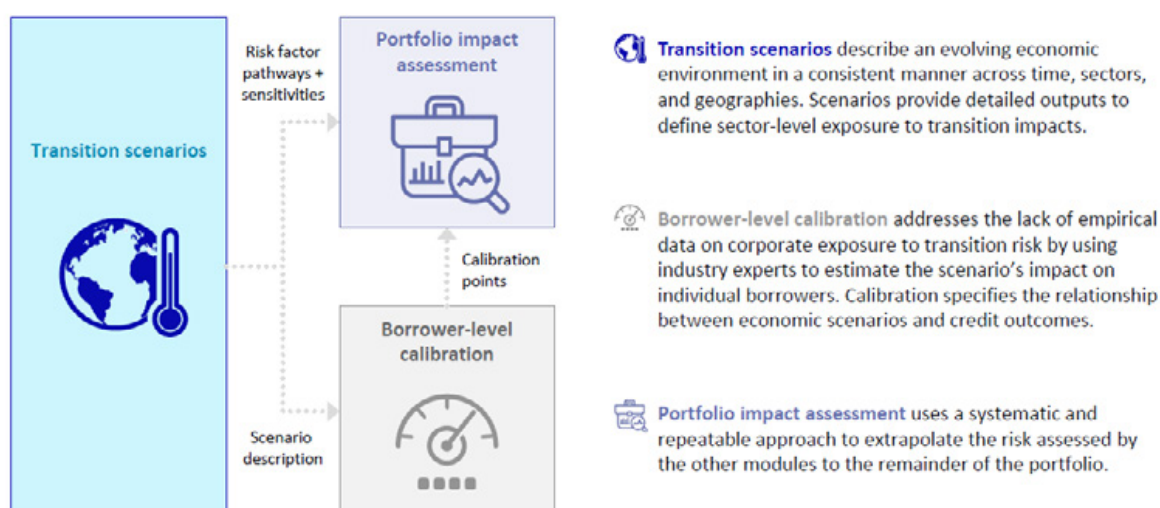 Transition scenarios
Risk factor
pathways +
sensitivities
Portfolio impact
assessment
Calibration
points
Borrower-level
calibration
Scenario
description
Transition scenarios describe an evolving economic
environment in a consistent manner across time, sectors,
and geographies. Scenarios provide detailed outputs to
define sector-level exposure to transition impacts.
Borrower-level calibration addresses the lack of empirical
data on corporate exposure to transition risk by using
industry experts to estimate the scenario's impact on
individual borrowers. Calibration specifies the relationship
between economic scenarios and credit outcomes.
Portfolio impact assessment uses a systematic and
repeatable approach to extrapolate the risk assessed by
the other modules to the remainder of the portfolio.